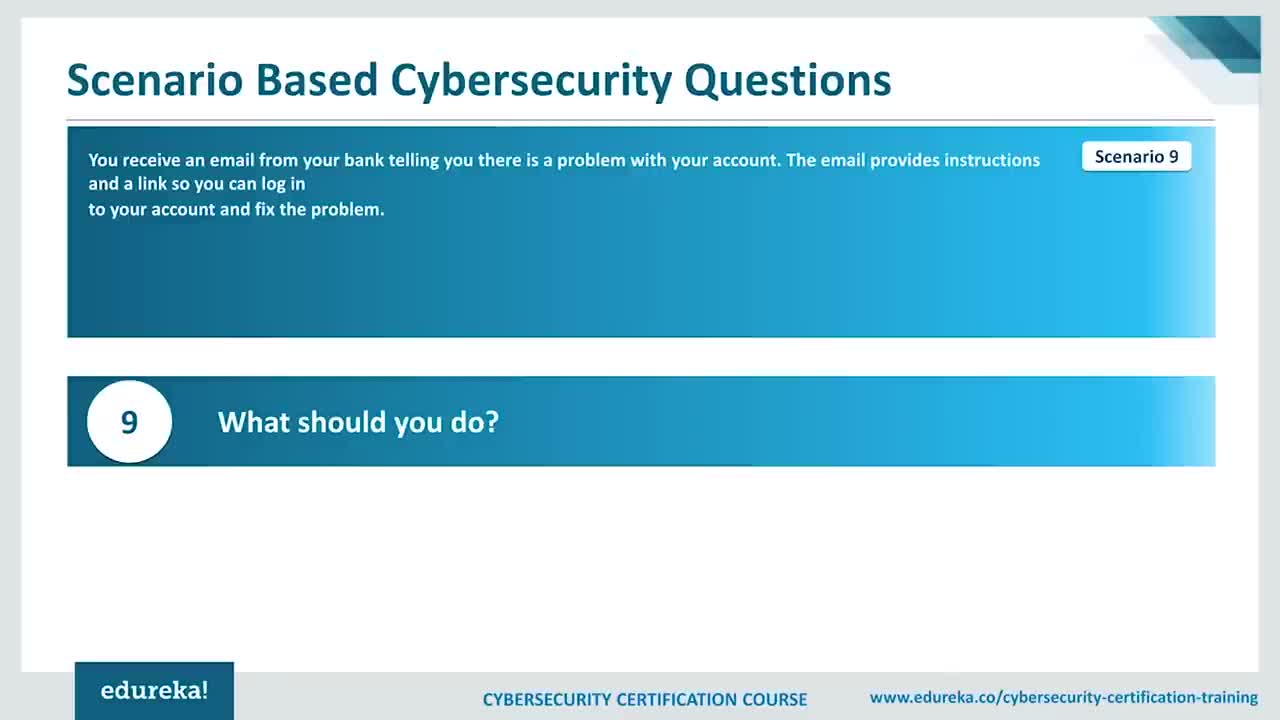 Scenario Based Cybersecurity Questions
You receive an email from your bank telling you there is a problem with your account. The email provides instructions
and a link so you can log in
to your account and fix the problem.
Scenario 9
9
What should you do?
edureka!
CYBERSECURITY CERTIFICATION COURSE
www.edureka.co/cybersecurity-certification-training